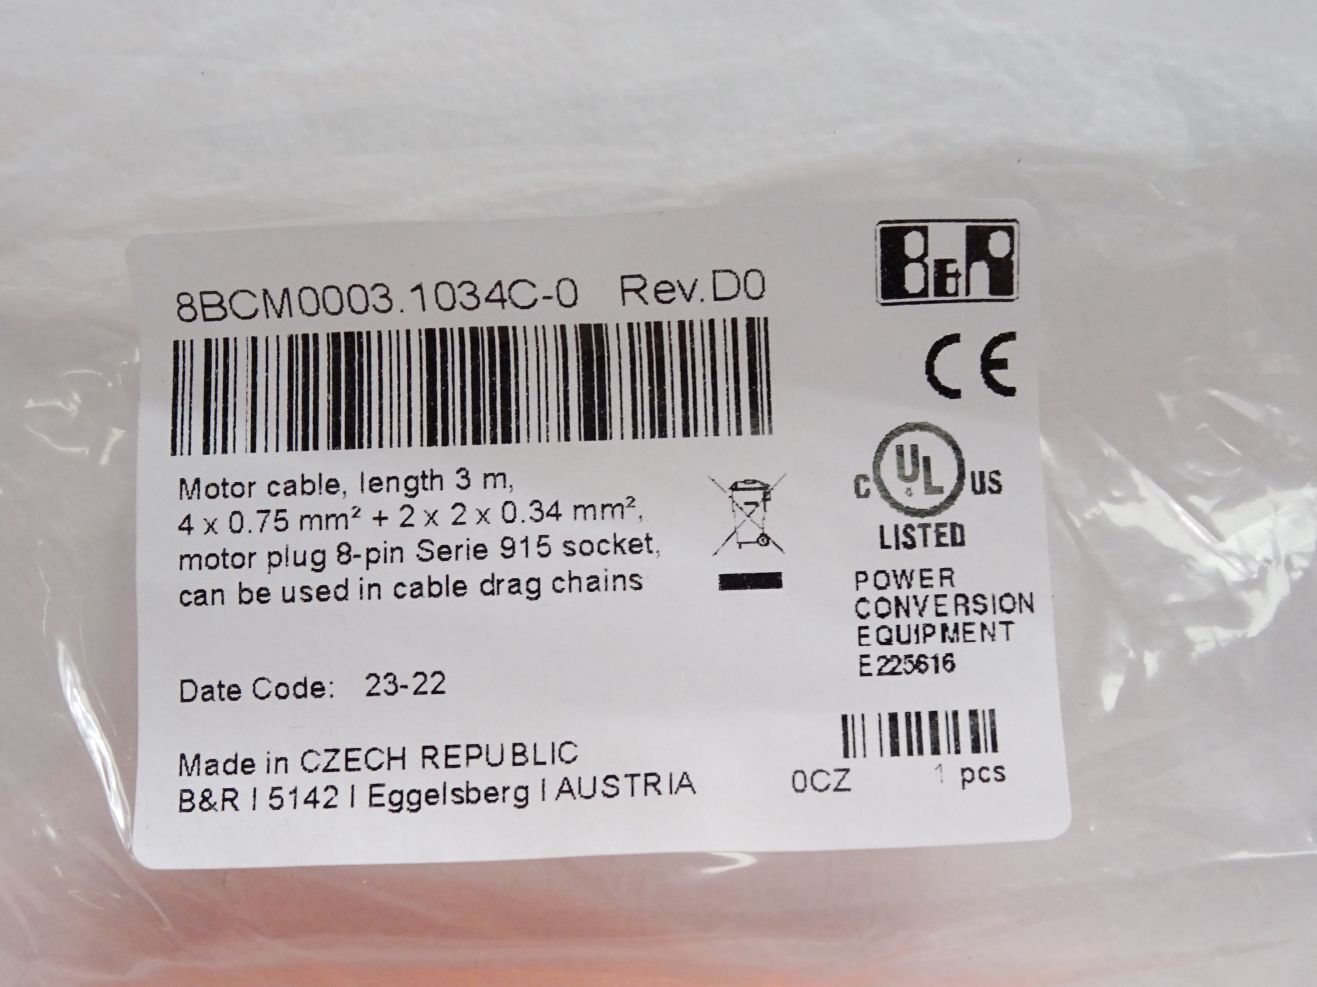 8BCM0003.1034C-0 Rev.D0
B&R
CE
Motor cable, length 3 m,
4 x 0.75 mm² + 2 x 2 x 0.34 mm²,
motor plug 8-pin Serie 915 socket,
can be used in cable drag chains
C UL US
LISTED
POWER
CONVERSION
EQUIPMENT
E225616
Date Code: 23-22
Made in CZECH REPUBLIC
B&R | 5142 | Eggelsberg | AUSTRIA
0CZ 1 pcs